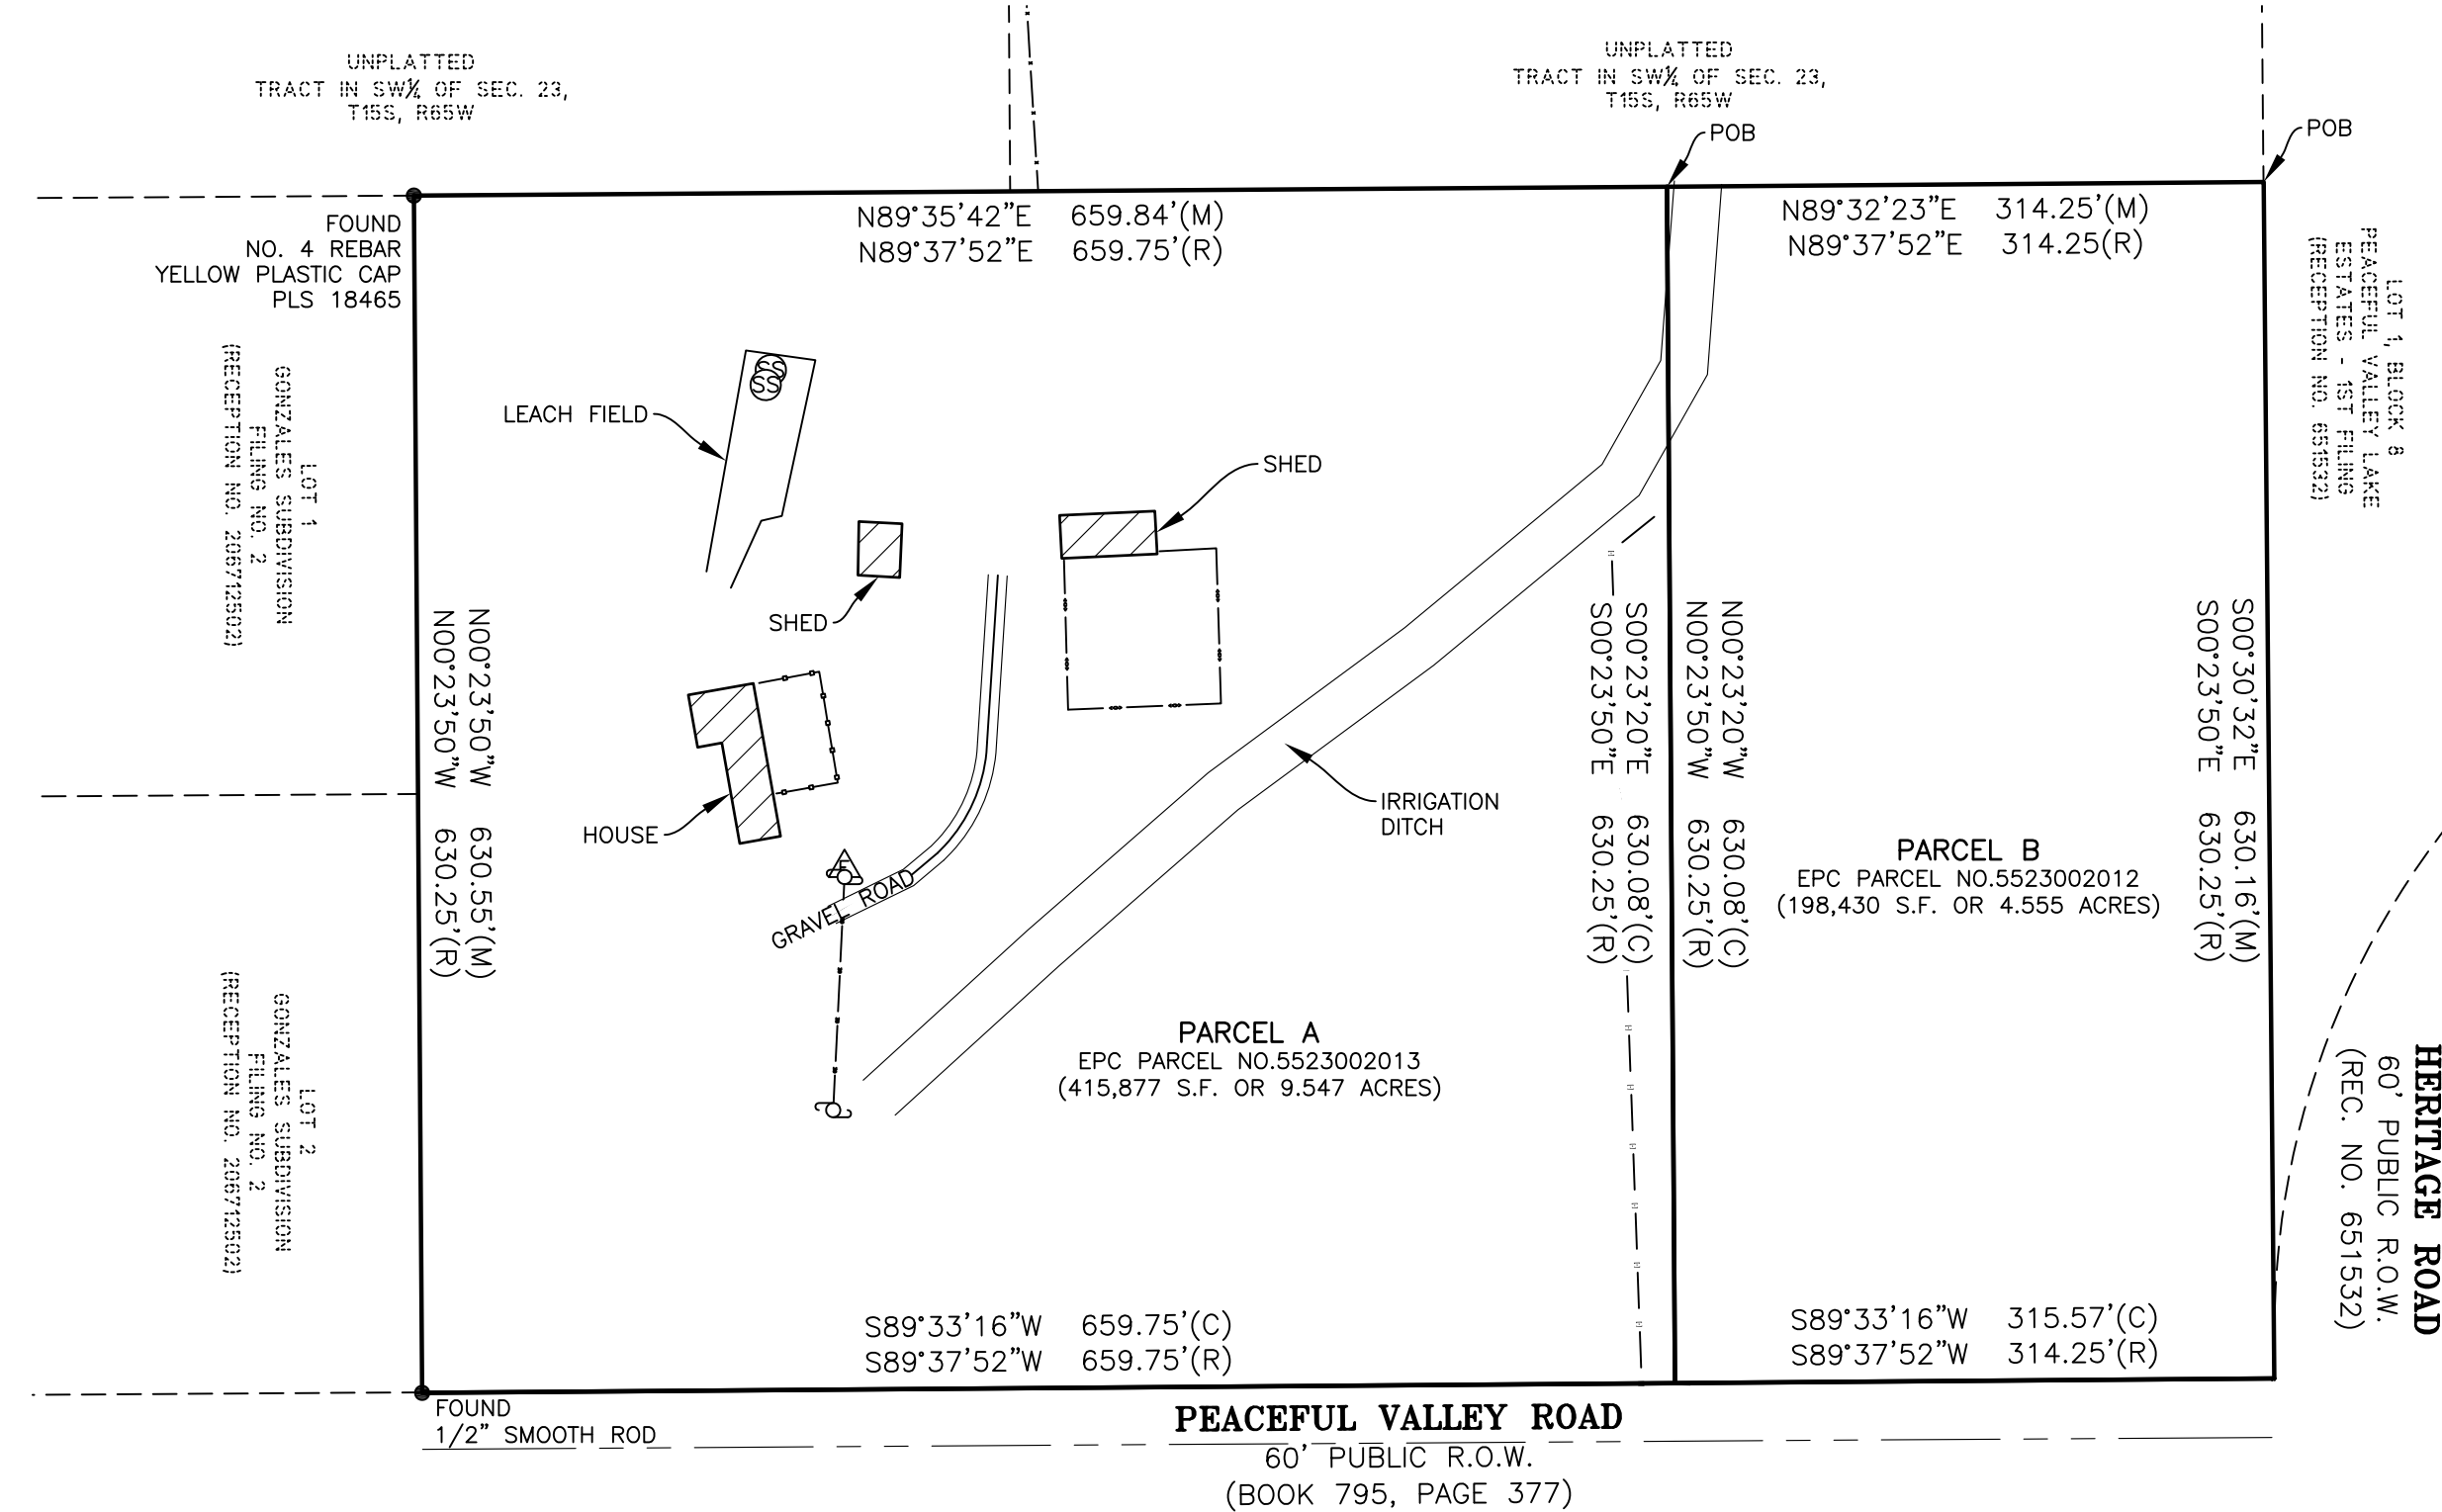 UNPLATTED
TRACT IN SW¼ OF SEC. 23,
T15S, R65W
UNPLATTED
TRACT IN SW¼ OF SEC. 23,
T15S, R65W
POB
POB
FOUND
NO. 4 REBAR
YELLOW PLASTIC CAP
PLS 18465
N89°35'42"E 659.84'(M)
N89°37'52"E 659.75'(R)
N89°32'23"E 314.25'(M)
N89°37'52"E 314.25(R)
LOT 1, BLOCK 8
PEACEFUL VALLEY LAKE
ESTATES - 1ST FILING
(RECEPTION NO. 651532)
LOT 1
GONZALES SUBDIVISION
FILING NO. 2
(RECEPTION NO. 206712502)
SS
SS
LEACH FIELD
SHED
SHED
HOUSE
E
GRAVEL ROAD
IRRIGATION
DITCH
N00°23'50"W 630.55'(M)
N00°23'50"W 630.25'(R)
S00°23'20"E 630.08'(C)
S00°23'50"E 630.25'(R)
N00°23'20"W 630.08'(C)
N00°23'50"W 630.25'(R)
S00°30'32"E 630.16'(M)
S00°23'50"E 630.25'(R)
PARCEL B
EPC PARCEL NO.5523002012
(198,430 S.F. OR 4.555 ACRES)
PARCEL A
EPC PARCEL NO.5523002013
(415,877 S.F. OR 9.547 ACRES)
LOT 2
GONZALES SUBDIVISION
FILING NO. 2
(RECEPTION NO. 206712502)
HERITAGE ROAD
60' PUBLIC R.O.W.
(REC. NO. 651532)
S89°33'16"W 659.75'(C)
S89°37'52"W 659.75'(R)
S89°33'16"W 315.57'(C)
S89°37'52"W 314.25'(R)
FOUND
1/2" SMOOTH ROD
PEACEFUL VALLEY ROAD
60' PUBLIC R.O.W.
(BOOK 795, PAGE 377)